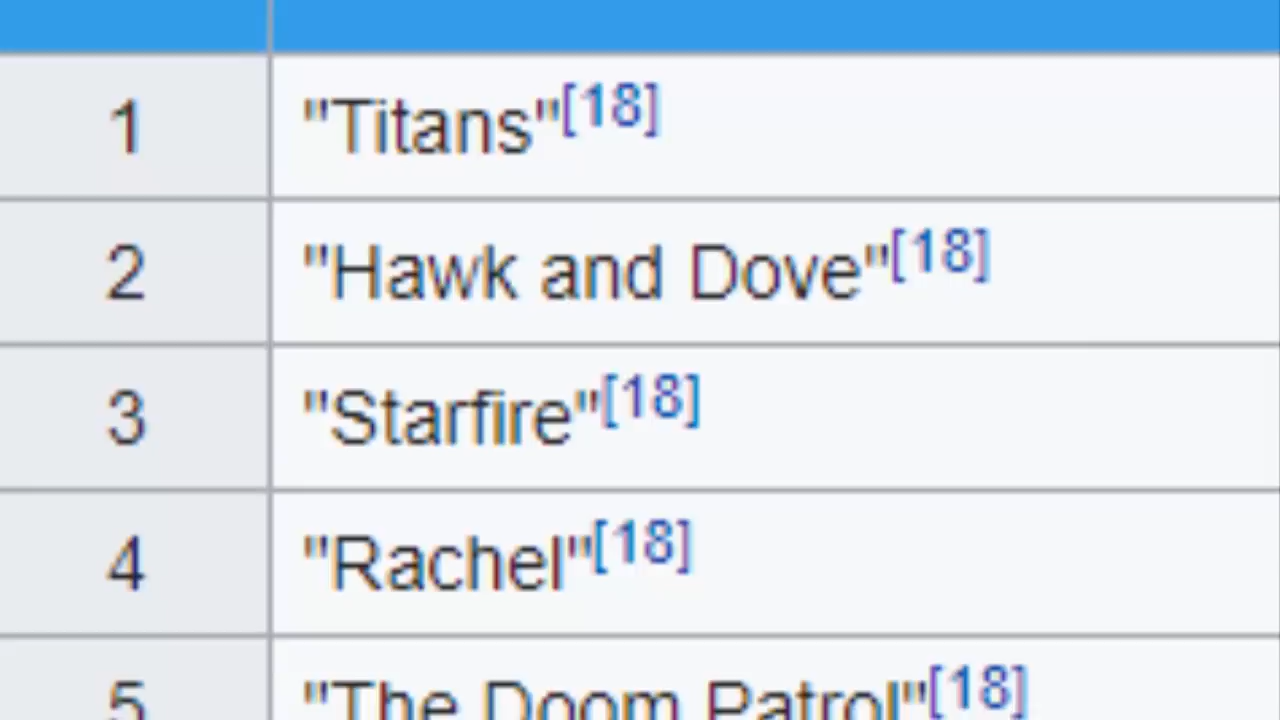 1 "Titans"[18]
2 "Hawk and Dove"[18]
3 "Starfire"[18]
4 "Rachel"[18]
5 "The Doom Patrol"[18]